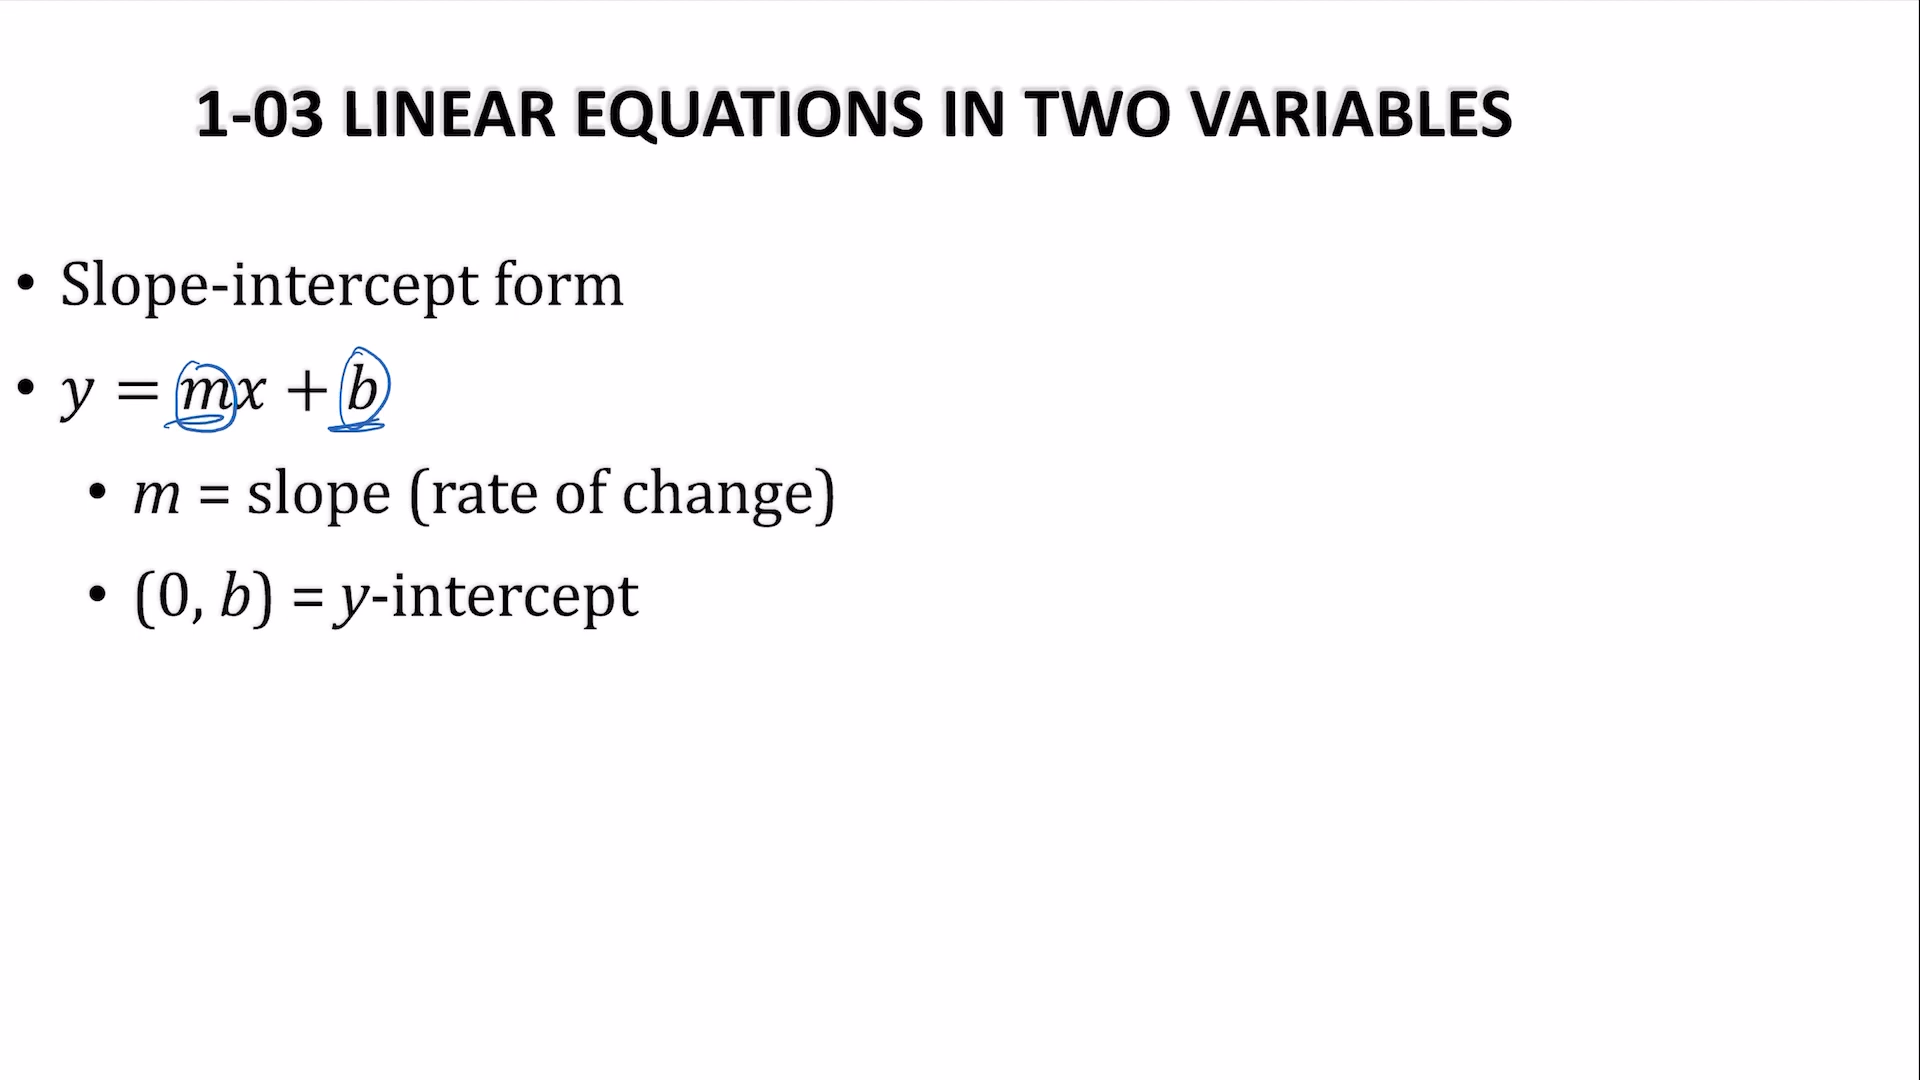 1-03 LINEAR EQUATIONS IN TWO VARIABLES
• Slope-intercept form
• y = mx + b
• m = slope (rate of change)
• (0, b) = y-intercept